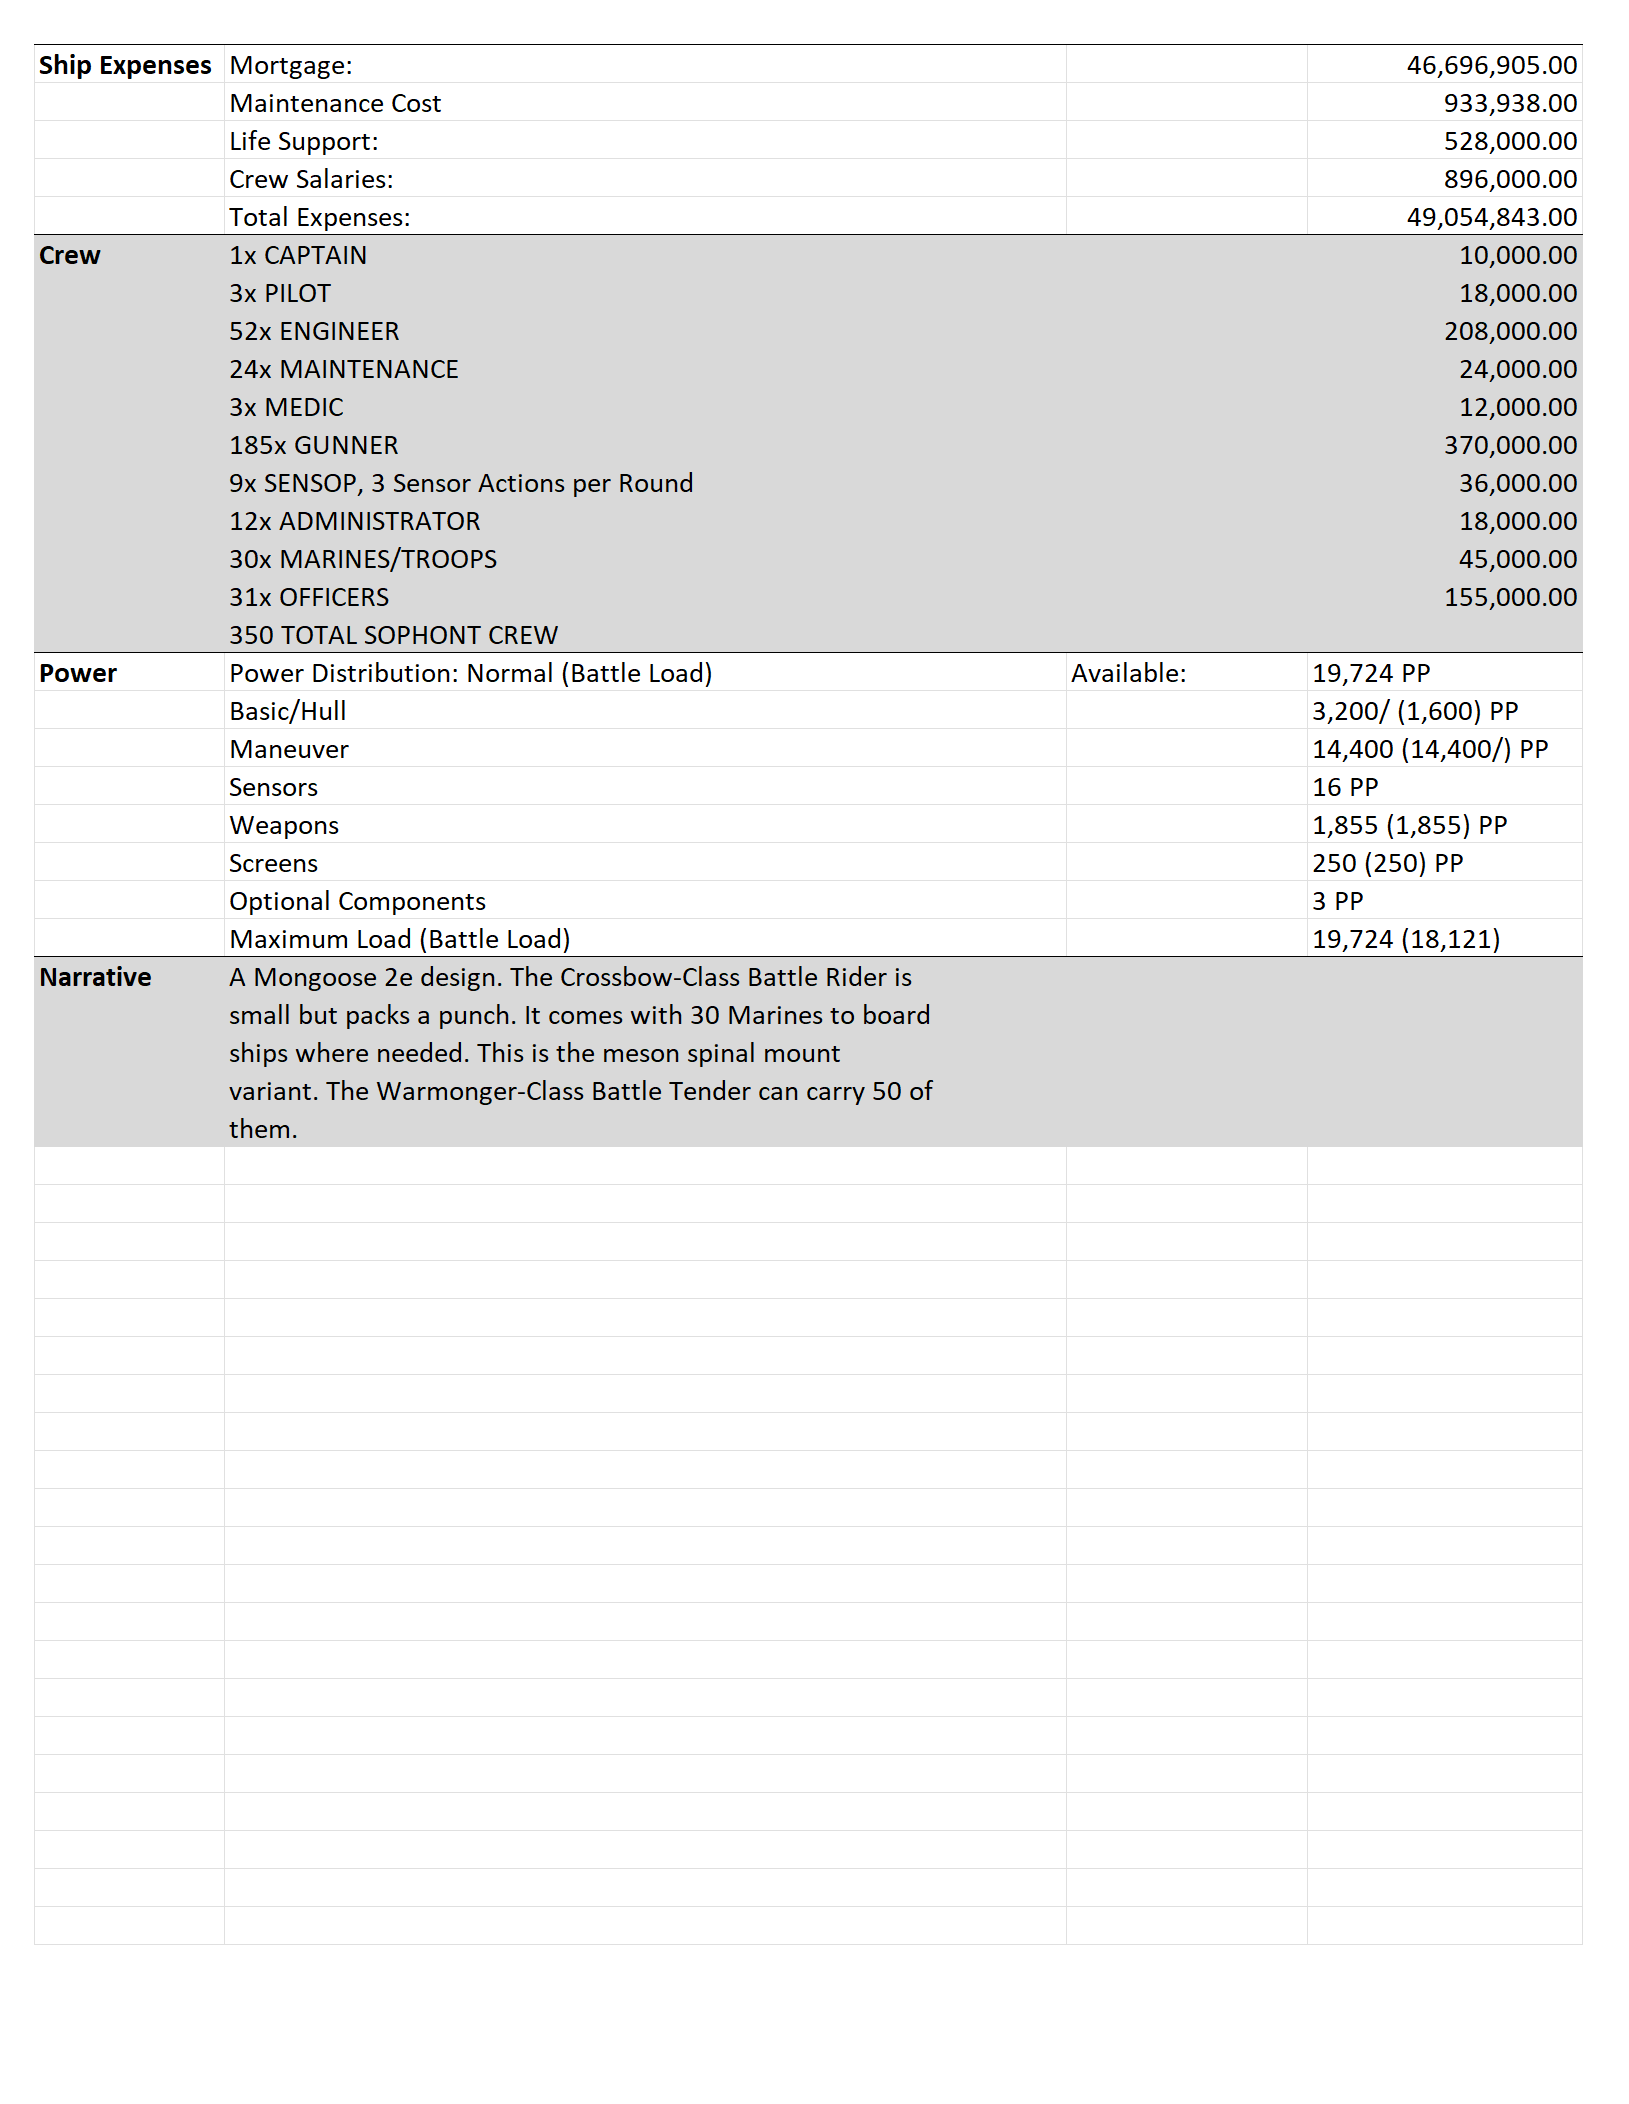 Ship Expenses Mortgage: 46,696,905.00
Maintenance Cost 933,938.00
Life Support: 528,000.00
Crew Salaries: 896,000.00
Total Expenses: 49,054,843.00
Crew 1x CAPTAIN 10,000.00
3x PILOT 18,000.00
52x ENGINEER 208,000.00
24x MAINTENANCE 24,000.00
3x MEDIC 12,000.00
185x GUNNER 370,000.00
9x SENSOP, 3 Sensor Actions per Round 36,000.00
12x ADMINISTRATOR 18,000.00
30x MARINES/TROOPS 45,000.00
31x OFFICERS 155,000.00
350 TOTAL SOPHONT CREW
Power Power Distribution: Normal (Battle Load) Available: 19,724 PP
Basic/Hull 3,200/ (1,600) PP
Maneuver 14,400 (14,400/) PP
Sensors 16 PP
Weapons 1,855 (1,855) PP
Screens 250 (250) PP
Optional Components 3 PP
Maximum Load (Battle Load) 19,724 (18,121)
Narrative A Mongoose 2e design. The Crossbow-Class Battle Rider is
small but packs a punch. It comes with 30 Marines to board
ships where needed. This is the meson spinal mount
variant. The Warmonger-Class Battle Tender can carry 50 of
them.